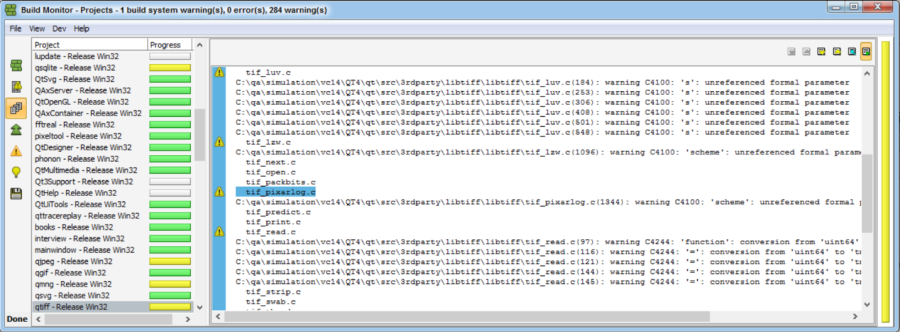 Build Monitor - Projects - 1 build system warning(s), 0 error(s), 284 warning(s)
File View Dev Help
Project Progress
lupdate - Release Win32
qsqlite - Release Win32
QtSvg - Release Win32
QAxServer - Release Win32
QtOpenGL - Release Win32
QAxContainer - Release Win32
fftreal - Release Win32
pixeltool - Release Win32
QtDesigner - Release Win32
phonon - Release Win32
QtMultimedia - Release Win32
Qt3Support - Release Win32
QtHelp - Release Win32
QtUiTools - Release Win32
qttracereplay - Release Win32
books - Release Win32
interview - Release Win32
mainwindow - Release Win32
qjpeg - Release Win32
qgif - Release Win32
qmng - Release Win32
qsvg - Release Win32
qtiff - Release Win32
Done
tif_luv.c
C:\qa\simulation\vc14\QT4\qt\src\3rdparty\libtiff\libtiff\tif_luv.c(184): warning C4100: 's': unreferenced formal parameter
C:\qa\simulation\vc14\QT4\qt\src\3rdparty\libtiff\libtiff\tif_luv.c(253): warning C4100: 's': unreferenced formal parameter
C:\qa\simulation\vc14\QT4\qt\src\3rdparty\libtiff\libtiff\tif_luv.c(306): warning C4100: 's': unreferenced formal parameter
C:\qa\simulation\vc14\QT4\qt\src\3rdparty\libtiff\libtiff\tif_luv.c(408): warning C4100: 's': unreferenced formal parameter
C:\qa\simulation\vc14\QT4\qt\src\3rdparty\libtiff\libtiff\tif_luv.c(501): warning C4100: 's': unreferenced formal parameter
C:\qa\simulation\vc14\QT4\qt\src\3rdparty\libtiff\libtiff\tif_luv.c(548): warning C4100: 's': unreferenced formal parameter
tif_lzw.c
C:\qa\simulation\vc14\QT4\qt\src\3rdparty\libtiff\libtiff\tif_lzw.c(1096): warning C4100: 'scheme': unreferenced formal para
tif_next.c
tif_open.c
tif_packbits.c
tif_pixarlog.c
C:\qa\simulation\vc14\QT4\qt\src\3rdparty\libtiff\libtiff\tif_pixarlog.c(1344): warning C4100: 'scheme': unreferenced formal p
tif_predict.c
tif_print.c
tif_read.c
C:\qa\simulation\vc14\QT4\qt\src\3rdparty\libtiff\libtiff\tif_read.c(97): warning C4244: 'function': conversion from 'uint64'
C:\qa\simulation\vc14\QT4\qt\src\3rdparty\libtiff\libtiff\tif_read.c(116): warning C4244: '=': conversion from 'uint64' to 't
C:\qa\simulation\vc14\QT4\qt\src\3rdparty\libtiff\libtiff\tif_read.c(121): warning C4244: '=': conversion from 'uint64' to 't
C:\qa\simulation\vc14\QT4\qt\src\3rdparty\libtiff\libtiff\tif_read.c(144): warning C4244: '=': conversion from 'uint64' to 't
C:\qa\simulation\vc14\QT4\qt\src\3rdparty\libtiff\libtiff\tif_read.c(145): warning C4244: '=': conversion from 'uint64' to 't
tif_strip.c
tif_swab.c